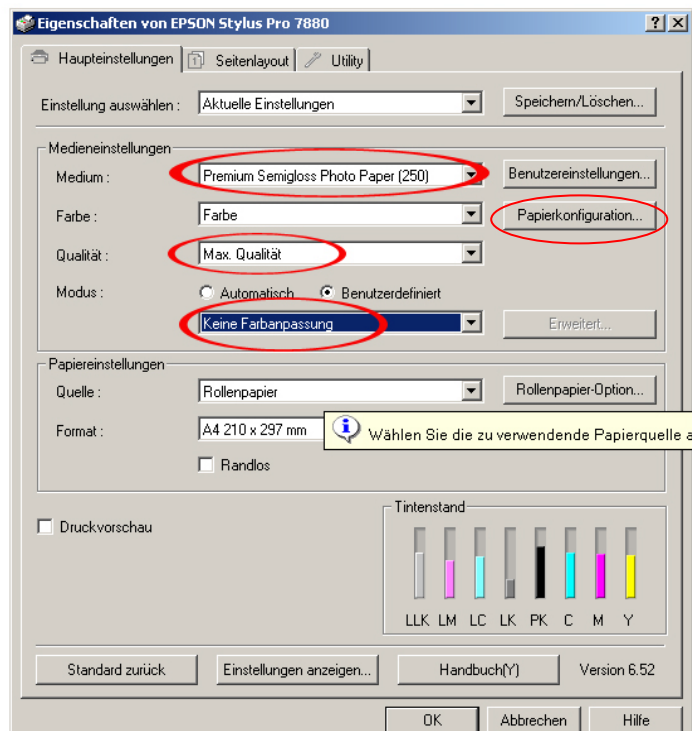 Eigenschaften von EPSON Stylus Pro 7880
Haupteinstellungen Seitenlayout Utility
Einstellung auswählen : Aktuelle Einstellungen Speichern/Löschen...
Medieneinstellungen
Medium : Premium Semigloss Photo Paper (250) Benutzereinstellungen...
Farbe : Farbe Papierkonfiguration...
Qualität : Max. Qualität
Modus : Automatisch Benutzerdefiniert
Keine Farbanpassung Erweitert...
Papiereinstellungen
Quelle : Rollenpapier Rollenpapier-Option...
Format : A4 210 x 297 mm Wählen Sie die zu verwendende Papierquelle a
Randlos
Druckvorschau
Tintenstand
LLK LM LC LK PK C M Y
Standard zurück Einstellungen anzeigen... Handbuch(Y) Version 6.52
OK Abbrechen Hilfe